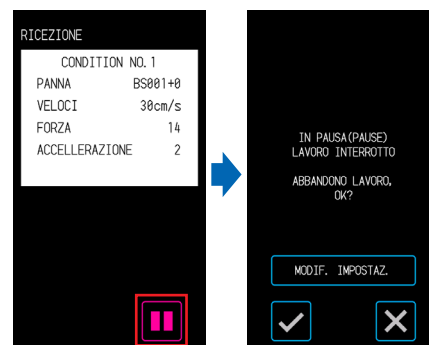 RICEZIONE
CONDITION NO.1
PANNA BS001+0
VELOCI 30cm/s
FORZA 14
ACCELLERAZIONE 2
IN PAUSA(PAUSE)
LAVORO INTERROTTO
ABBANDONO LAVORO,
OK?
MODIF. IMPOSTAZ.